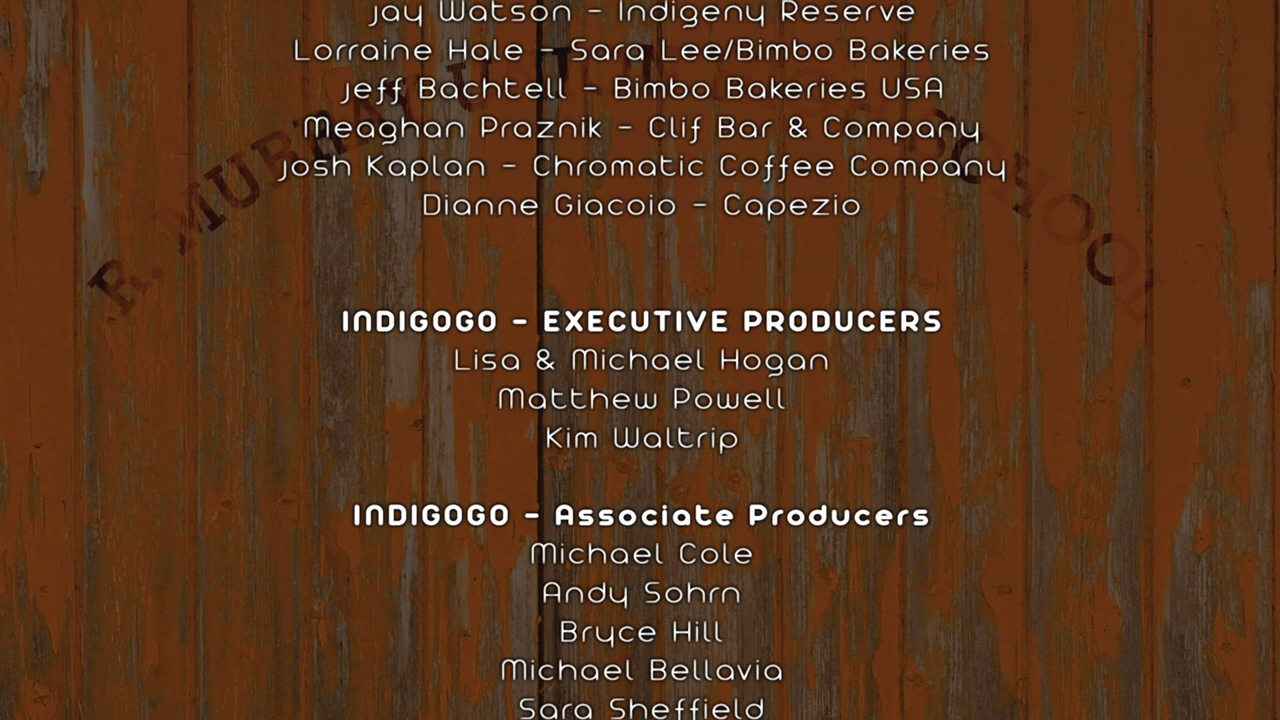 Jay Watson - Indigeny Reserve
Lorraine Hale - Sara Lee/Bimbo Bakeries
Jeff Bachtell - Bimbo Bakeries USA
Meaghan Praznik - Clif Bar & Company
Josh Kaplan - Chromatic Coffee Company
Dianne Giacoio - Capezio
R. MURRAY SCHOOL
INDIGOGO - EXECUTIVE PRODUCERS
Lisa & Michael Hogan
Matthew Powell
Kim Waltrip
INDIGOGO - Associate Producers
Michael Cole
Andy Sohrn
Bryce Hill
Michael Bellavia
Sara Sheffield